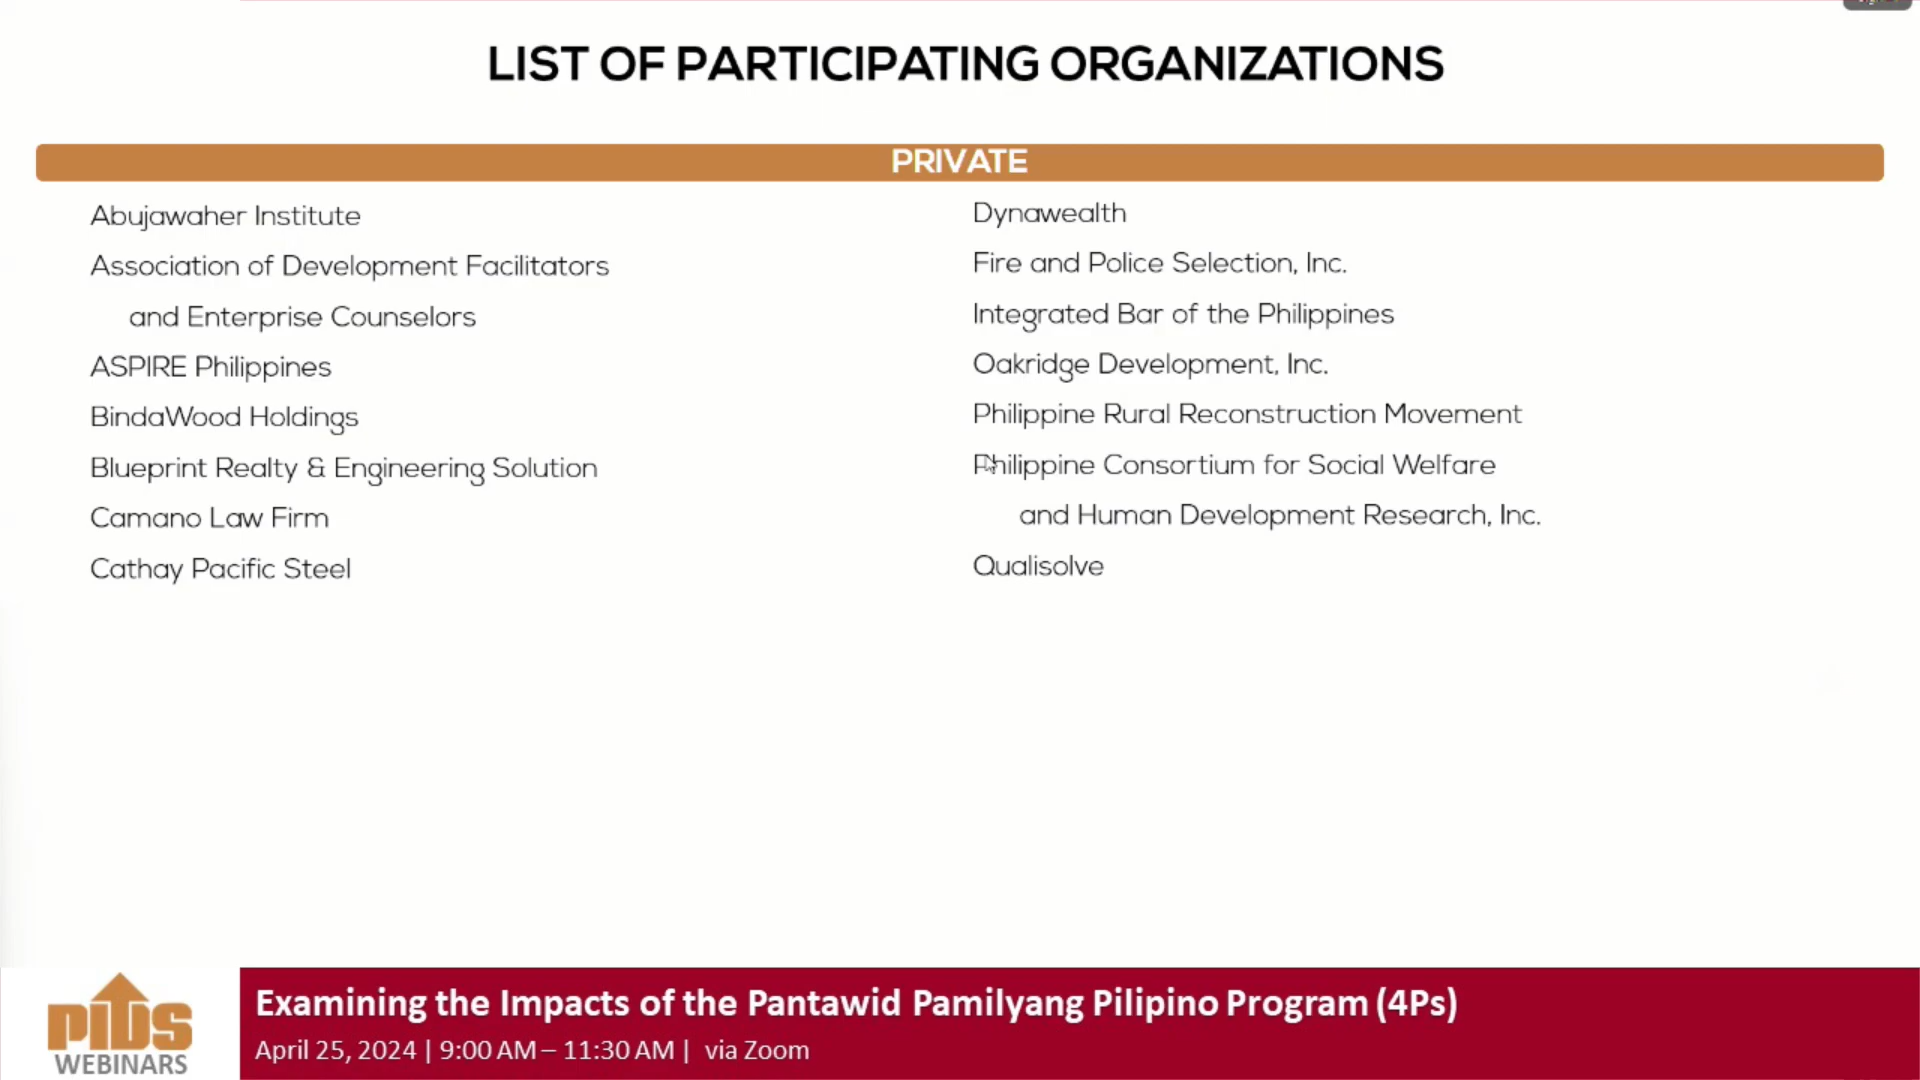 LIST OF PARTICIPATING ORGANIZATIONS
PRIVATE
Abujawaher Institute
Association of Development Facilitators
and Enterprise Counselors
ASPIRE Philippines
BindaWood Holdings
Blueprint Realty & Engineering Solution
Camano Law Firm
Cathay Pacific Steel
Dynawealth
Fire and Police Selection, Inc.
Integrated Bar of the Philippines
Oakridge Development, Inc.
Philippine Rural Reconstruction Movement
Philippine Consortium for Social Welfare
and Human Development Research, Inc.
Qualisolve
pids
WEBINARS
Examining the Impacts of the Pantawid Pamilyang Pilipino Program (4Ps)
April 25, 2024 | 9:00 AM – 11:30 AM | via Zoom